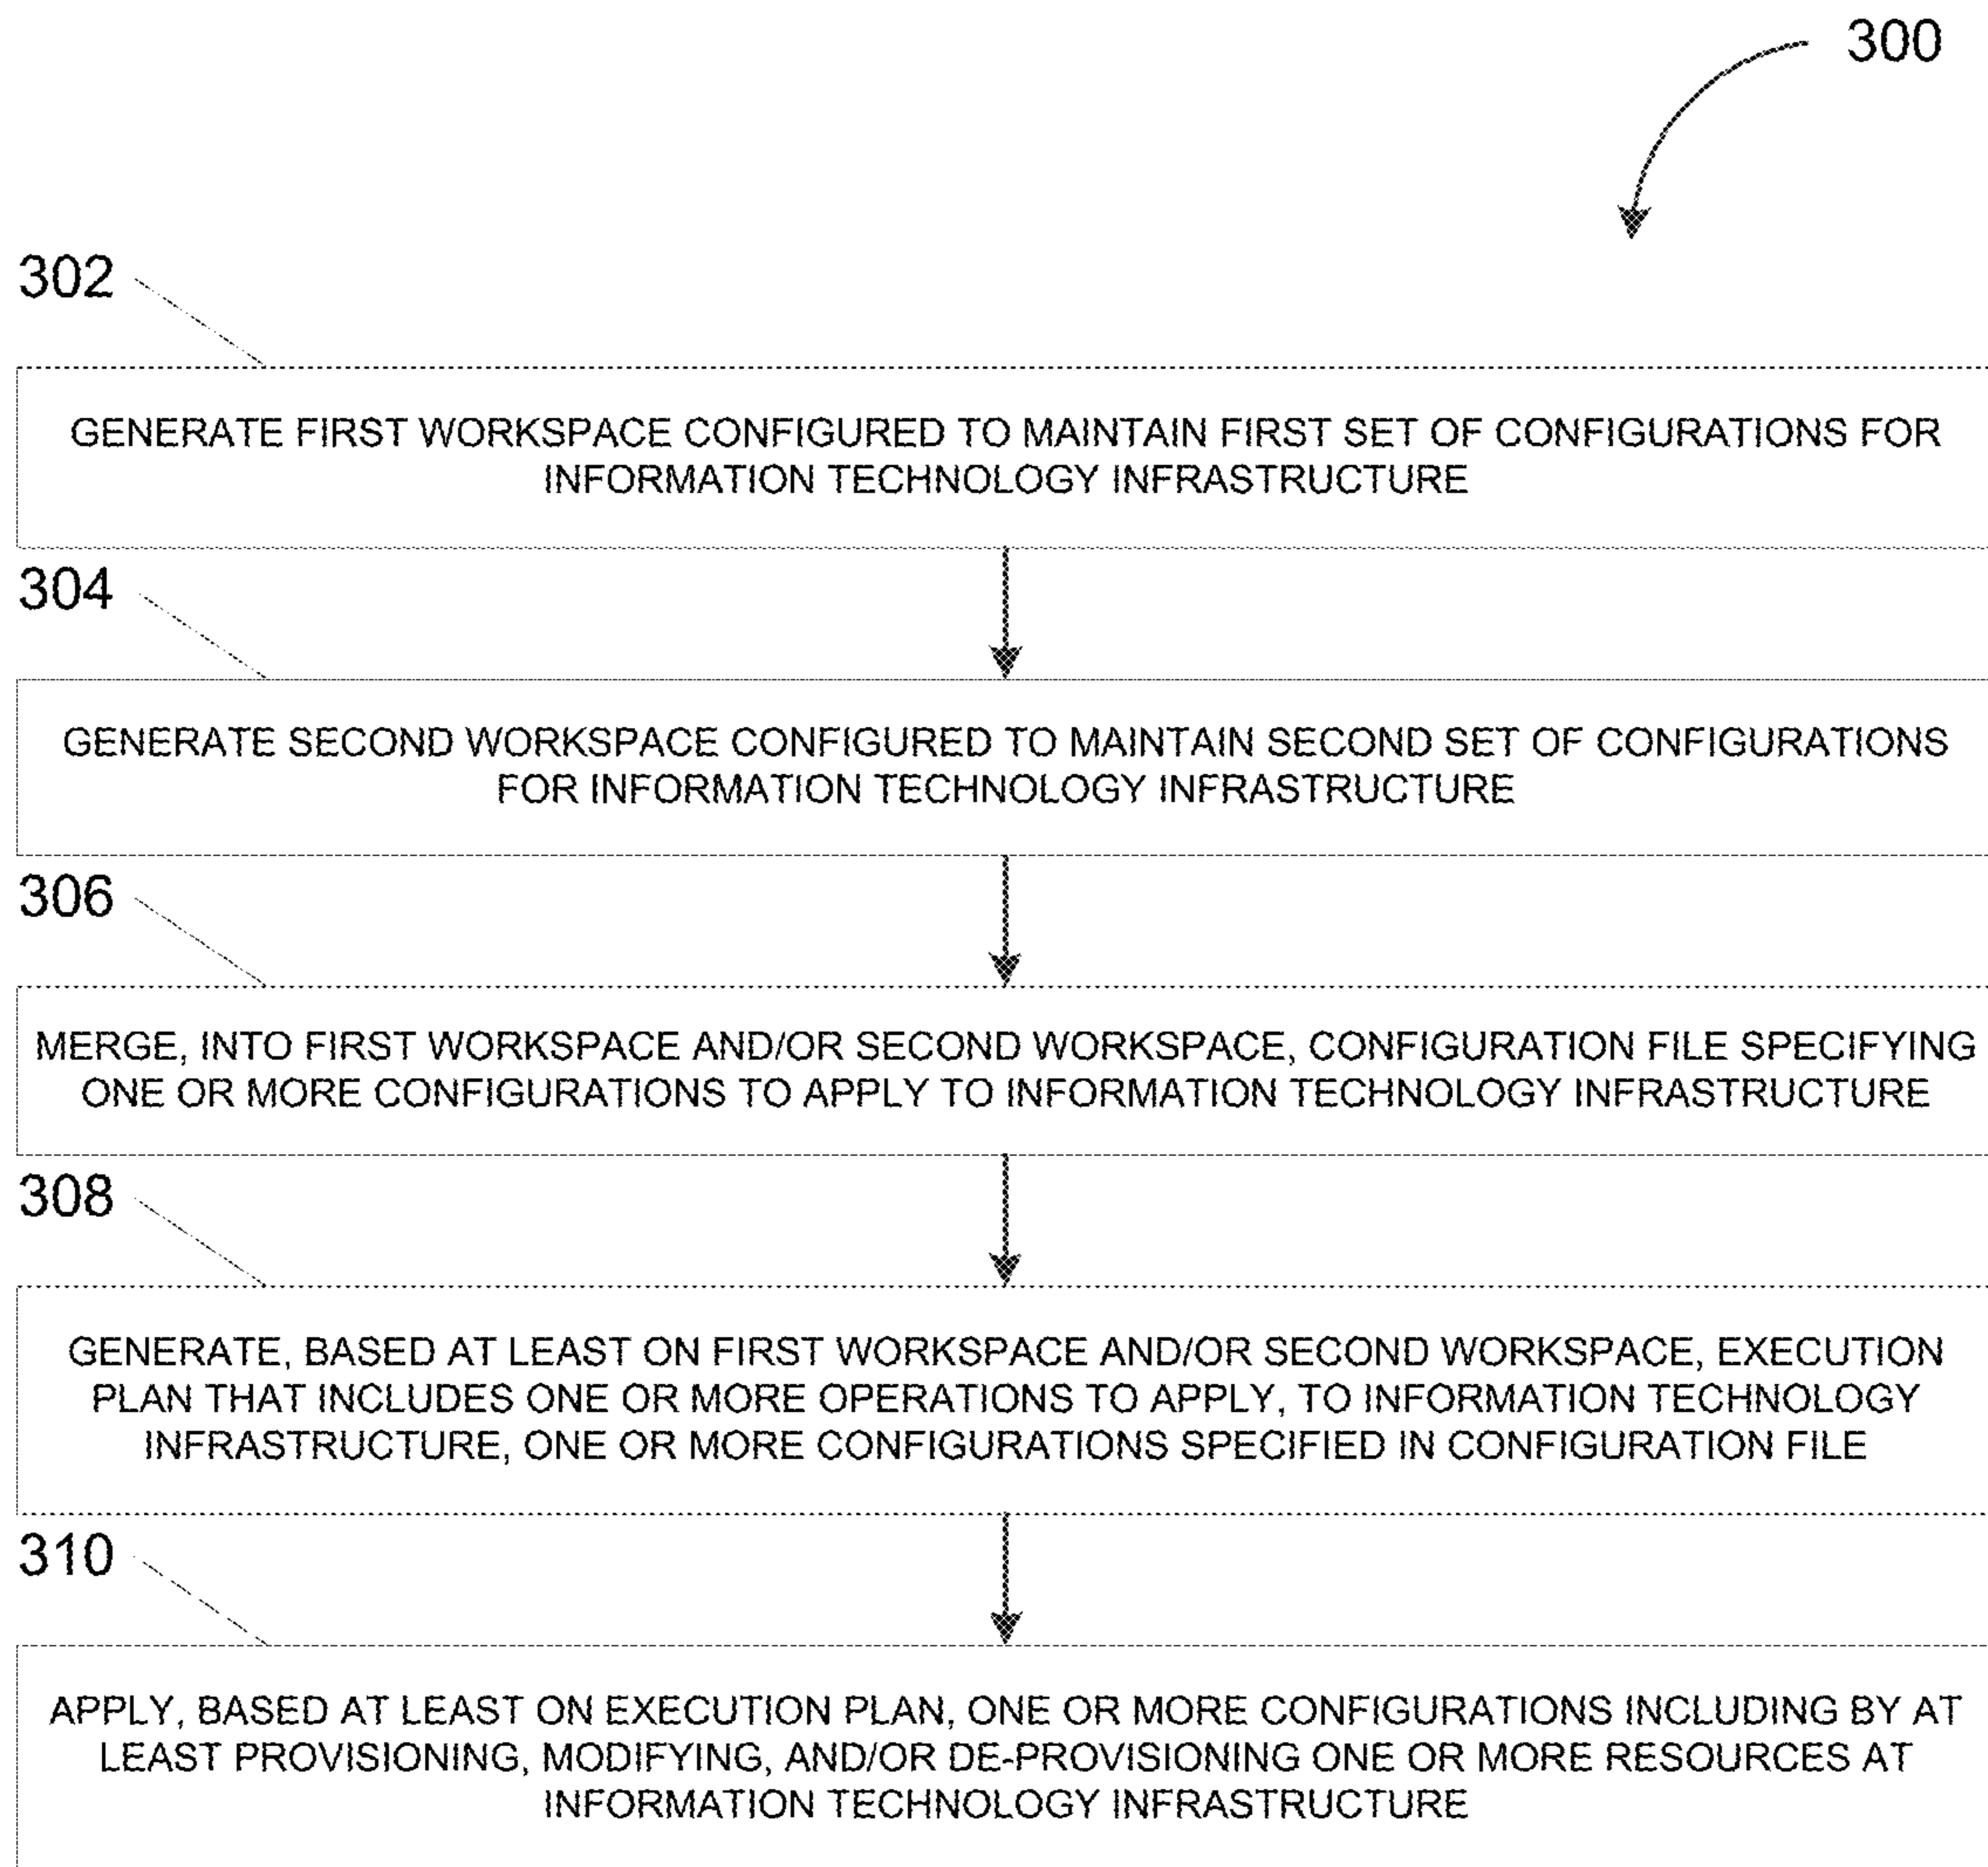 300
302
GENERATE FIRST WORKSPACE CONFIGURED TO MAINTAIN FIRST SET OF CONFIGURATIONS FOR
INFORMATION TECHNOLOGY INFRASTRUCTURE
304
GENERATE SECOND WORKSPACE CONFIGURED TO MAINTAIN SECOND SET OF CONFIGURATIONS
FOR INFORMATION TECHNOLOGY INFRASTRUCTURE
306
MERGE, INTO FIRST WORKSPACE AND/OR SECOND WORKSPACE, CONFIGURATION FILE SPECIFYING
ONE OR MORE CONFIGURATIONS TO APPLY TO INFORMATION TECHNOLOGY INFRASTRUCTURE
308
GENERATE, BASED AT LEAST ON FIRST WORKSPACE AND/OR SECOND WORKSPACE, EXECUTION
PLAN THAT INCLUDES ONE OR MORE OPERATIONS TO APPLY, TO INFORMATION TECHNOLOGY
INFRASTRUCTURE, ONE OR MORE CONFIGURATIONS SPECIFIED IN CONFIGURATION FILE
310
APPLY, BASED AT LEAST ON EXECUTION PLAN, ONE OR MORE CONFIGURATIONS INCLUDING BY AT
LEAST PROVISIONING, MODIFYING, AND/OR DE-PROVISIONING ONE OR MORE RESOURCES AT
INFORMATION TECHNOLOGY INFRASTRUCTURE